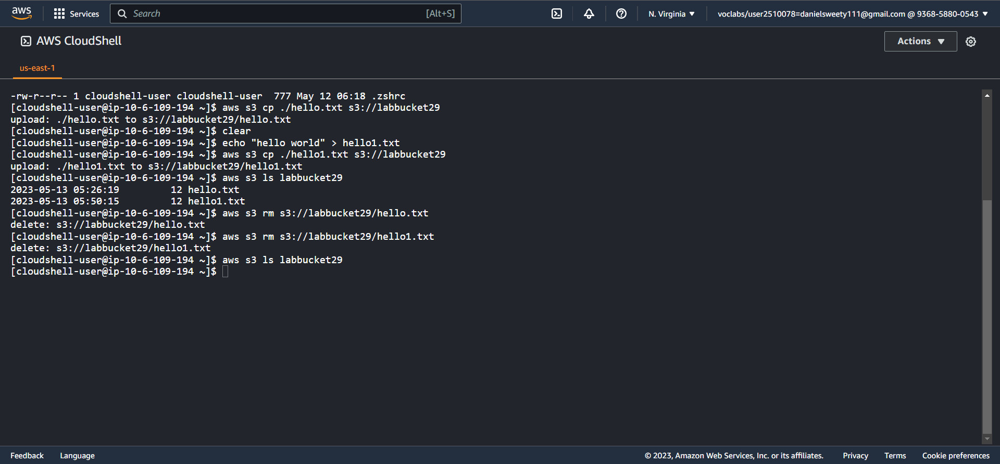 aws
Services
Search
[Alt+S]
N. Virginia
voclabs/user2510078=danielsweety111@gmail.com @ 9368-5880-0543
AWS CloudShell
Actions
us-east-1
-rw-r--r-- 1 cloudshell-user cloudshell-user  777 May 12 06:18 .zshrc
[cloudshell-user@ip-10-6-109-194 ~]$ aws s3 cp ./hello.txt s3://labbucket29
upload: ./hello.txt to s3://labbucket29/hello.txt
[cloudshell-user@ip-10-6-109-194 ~]$ clear
[cloudshell-user@ip-10-6-109-194 ~]$ echo "hello world" > hello1.txt
[cloudshell-user@ip-10-6-109-194 ~]$ aws s3 cp ./hello1.txt s3://labbucket29
upload: ./hello1.txt to s3://labbucket29/hello1.txt
[cloudshell-user@ip-10-6-109-194 ~]$ aws s3 ls labbucket29
2023-05-13 05:26:19         12 hello.txt
2023-05-13 05:50:15         12 hello1.txt
[cloudshell-user@ip-10-6-109-194 ~]$ aws s3 rm s3://labbucket29/hello.txt
delete: s3://labbucket29/hello.txt
[cloudshell-user@ip-10-6-109-194 ~]$ aws s3 rm s3://labbucket29/hello1.txt
delete: s3://labbucket29/hello1.txt
[cloudshell-user@ip-10-6-109-194 ~]$ aws s3 ls labbucket29
[cloudshell-user@ip-10-6-109-194 ~]$
Feedback
Language
© 2023, Amazon Web Services, Inc. or its affiliates.
Privacy
Terms
Cookie preferences